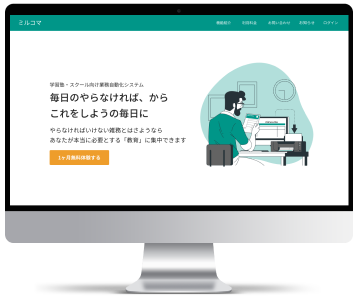 ミルコマ
機能紹介 利用料金 お問い合わせ お知らせ ログイン
学習塾・スクール向け業務自動化システム
毎日のやらなければ、から
これをしようの毎日に
やらなければいけない雑務とはさようなら
あなたが本当に必要とする「教育」に集中できます
1ヶ月無料体験する